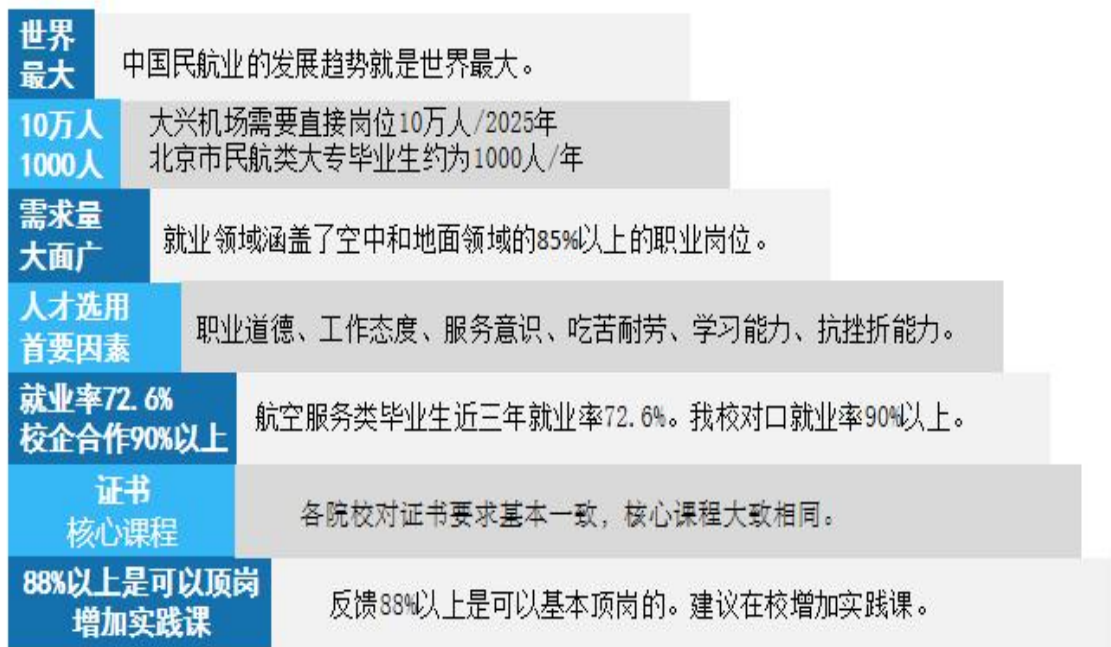 世界
最大
中国民航业的发展趋势就是世界最大。
10万人
1000人
大兴机场需要直接岗位10万人/2025年
北京市民航类大专毕业生约为1000人/年
需求量
大面广
就业领域涵盖了空中和地面领域的85%以上的职业岗位。
人才选用
首要因素
职业道德、工作态度、服务意识、吃苦耐劳、学习能力、抗挫折能力。
就业率72.6%
校企合作90%以上
航空服务类毕业生近三年就业率72.6%。我校对口就业率90%以上。
证书
核心课程
各院校对证书要求基本一致，核心课程大致相同。
88%以上是可以顶岗
增加实践课
反馈88%以上是可以基本顶岗的。建议在校增加实践课。